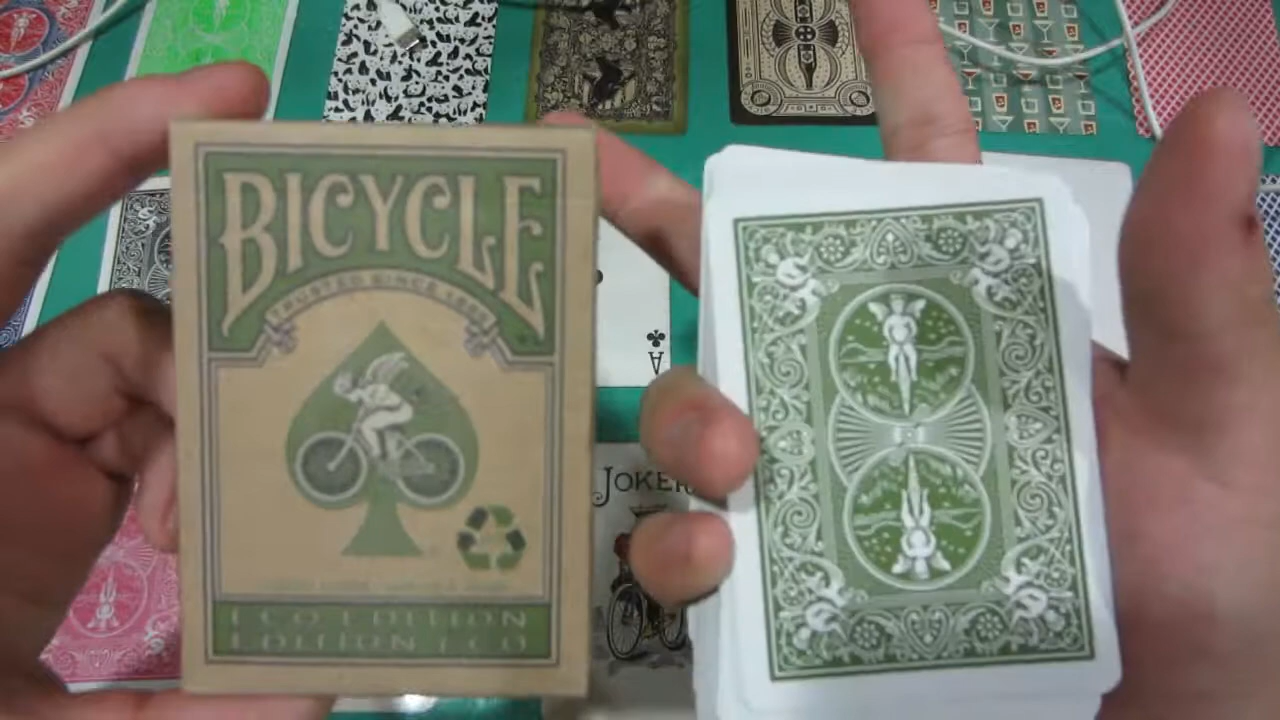 BICYCLE
TRUSTED SINCE 1885
ECO EDITION
EDITION ECO
A
JOKER